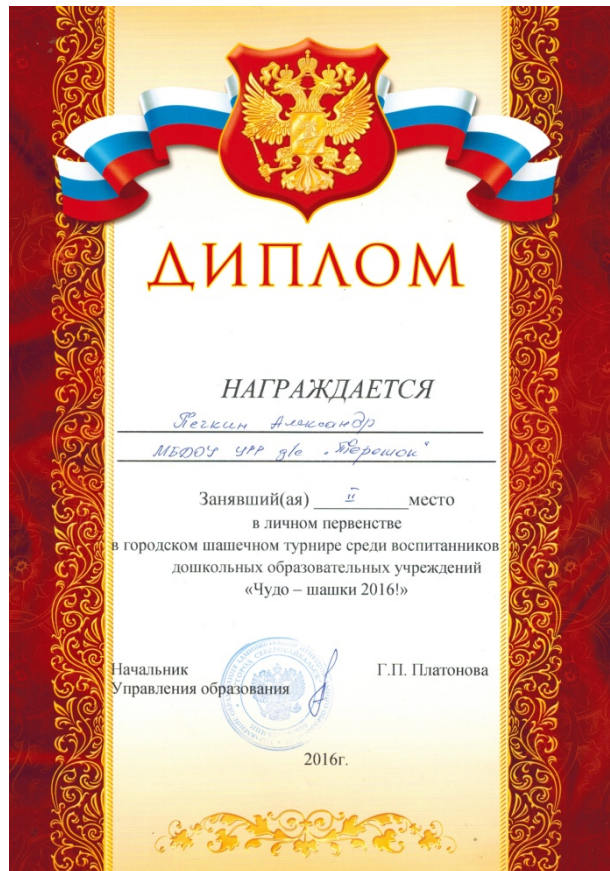 ДИПЛОМ
НАГРАЖДАЕТСЯ
Печкин Александр
МБДОУ ЦРР д/с „Теремок“
Занявший(ая) II место
в личном первенстве
в городском шашечном турнире среди воспитанников
дошкольных образовательных учреждений
«Чудо – шашки 2016!»
Начальник Г.П. Платонова
Управления образования
2016г.